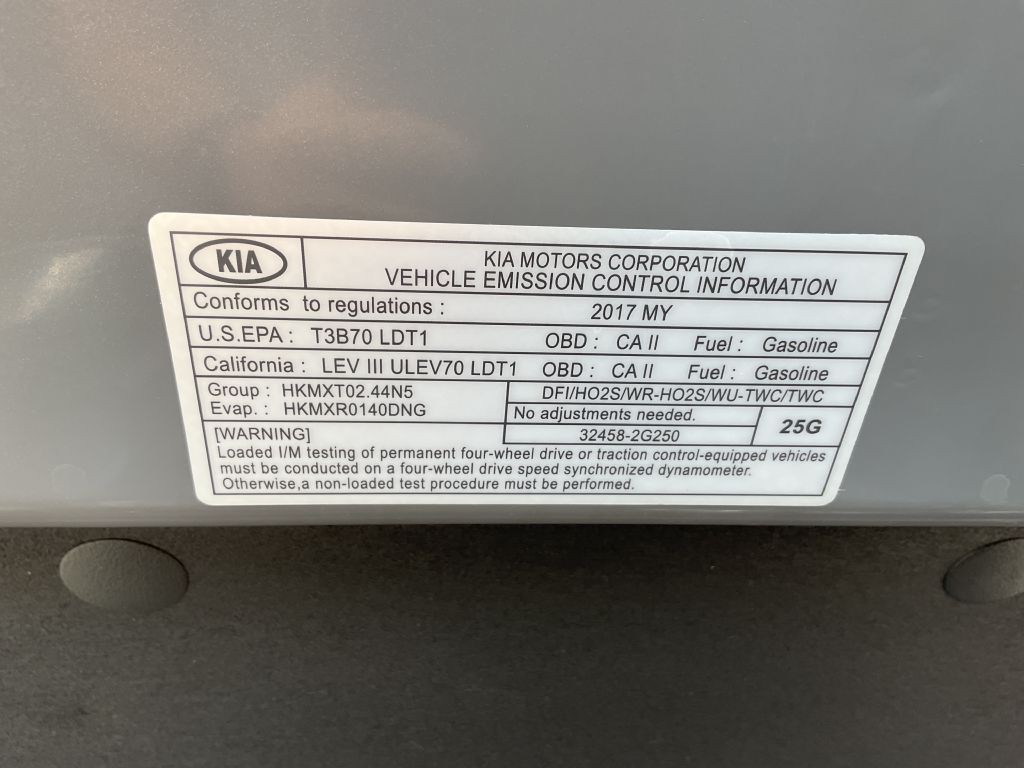 KIA
KIA MOTORS CORPORATION
VEHICLE EMISSION CONTROL INFORMATION
Conforms to regulations : 2017 MY
U.S.EPA : T3B70 LDT1 OBD : CA II Fuel : Gasoline
California : LEV III ULEV70 LDT1 OBD : CA II Fuel : Gasoline
Group : HKMXT02.44N5
Evap. : HKMXR0140DNG
DFI/HO2S/WR-HO2S/WU-TWC/TWC
No adjustments needed.
32458-2G250
25G
[WARNING]
Loaded I/M testing of permanent four-wheel drive or traction control-equipped vehicles
must be conducted on a four-wheel drive speed synchronized dynamometer.
Otherwise,a non-loaded test procedure must be performed.